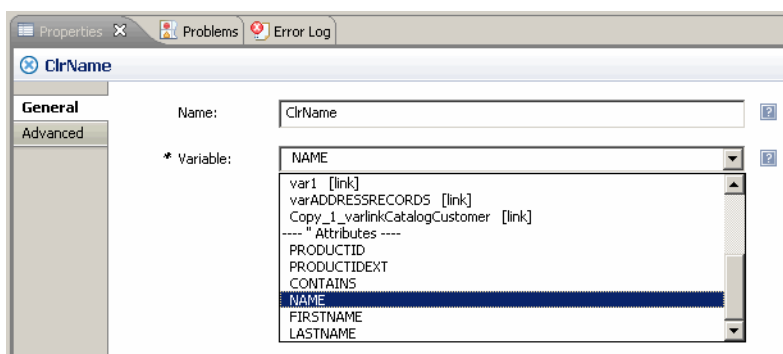 Properties Problems Error Log
ClrName
General
Advanced
Name: ClrName ?
* Variable: NAME ?
var1 [link]
varADDRESSRECORDS [link]
Copy_1_varlinkCatalogCustomer [link]
---- " Attributes ----
PRODUCTID
PRODUCTIDEXT
CONTAINS
NAME
FIRSTNAME
LASTNAME